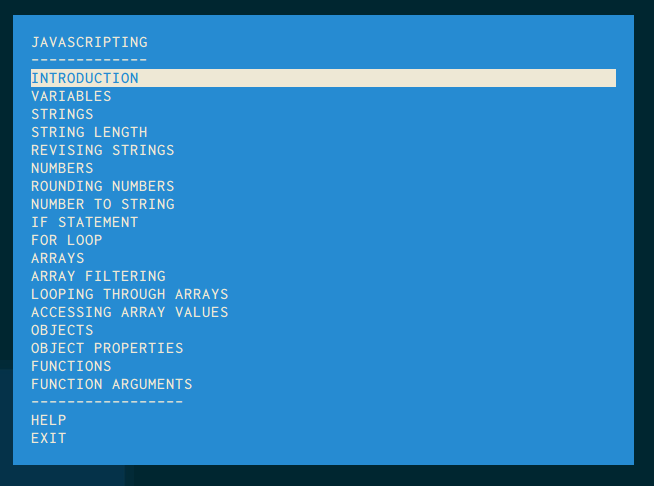 JAVASCRIPTING
-------------
INTRODUCTION
VARIABLES
STRINGS
STRING LENGTH
REVISING STRINGS
NUMBERS
ROUNDING NUMBERS
NUMBER TO STRING
IF STATEMENT
FOR LOOP
ARRAYS
ARRAY FILTERING
LOOPING THROUGH ARRAYS
ACCESSING ARRAY VALUES
OBJECTS
OBJECT PROPERTIES
FUNCTIONS
FUNCTION ARGUMENTS
-----------------
HELP
EXIT